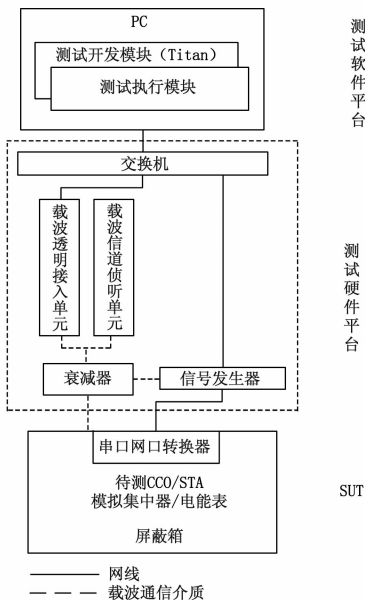 PC
测试开发模块（Titan）
测试执行模块
测试软件平台
交换机
载波透明接入单元
载波信道侦听单元
测试硬件平台
衰减器
信号发生器
串口网口转换器
待测CCO/STA
模拟集中器/电能表
屏蔽箱
SUT
网线
载波通信介质